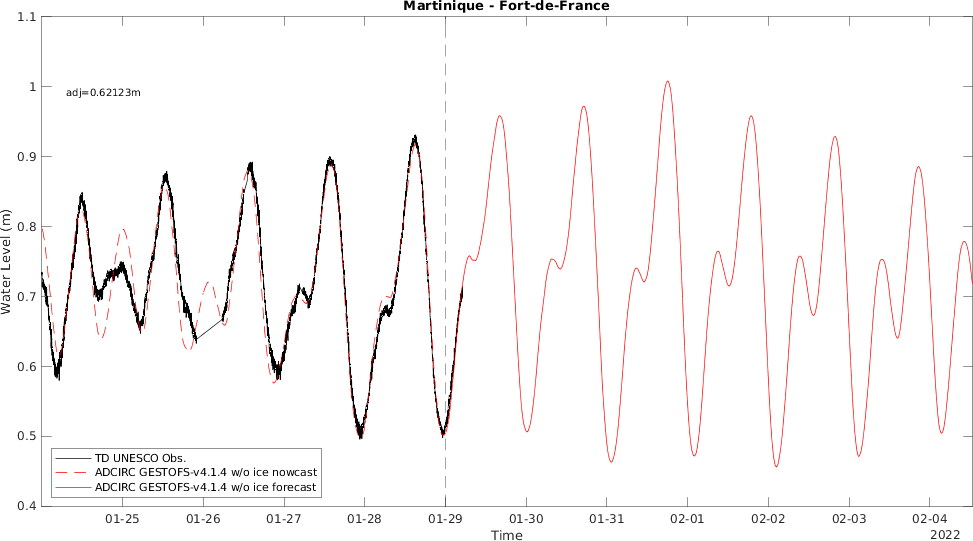 Martinique - Fort-de-France
1.1
1
0.9
0.8
0.7
0.6
0.5
0.4
Water Level (m)
adj=0.62123m
TD UNESCO Obs.
ADCIRC GESTOFS-v4.1.4 w/o ice nowcast
ADCIRC GESTOFS-v4.1.4 w/o ice forecast
01-25 01-26 01-27 01-28 01-29 01-30 01-31 02-01 02-02 02-03 02-04
Time
2022